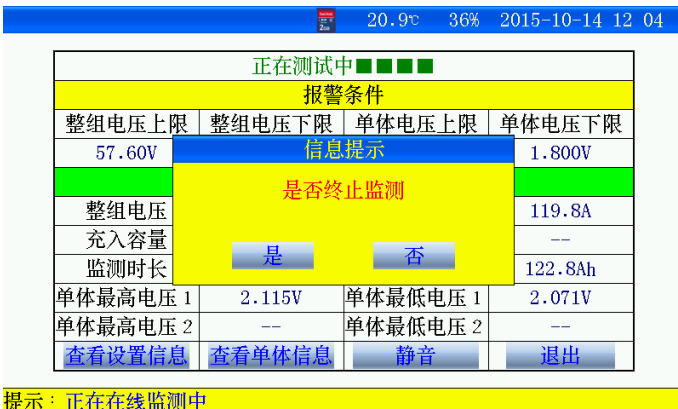 20.9℃ 36% 2015-10-14 12 04
正在测试中
报警条件
整组电压上限 整组电压下限 单体电压上限 单体电压下限
57.60V 信息提示 1.800V
是否终止监测
整组电压 119.8A
充入容量 --
是 否
监测时长 122.8Ah
单体最高电压1 2.115V 单体最低电压1 2.071V
单体最高电压2 -- 单体最低电压2 --
查看设置信息 查看单体信息 静音 退出
提示：正在在线监测中